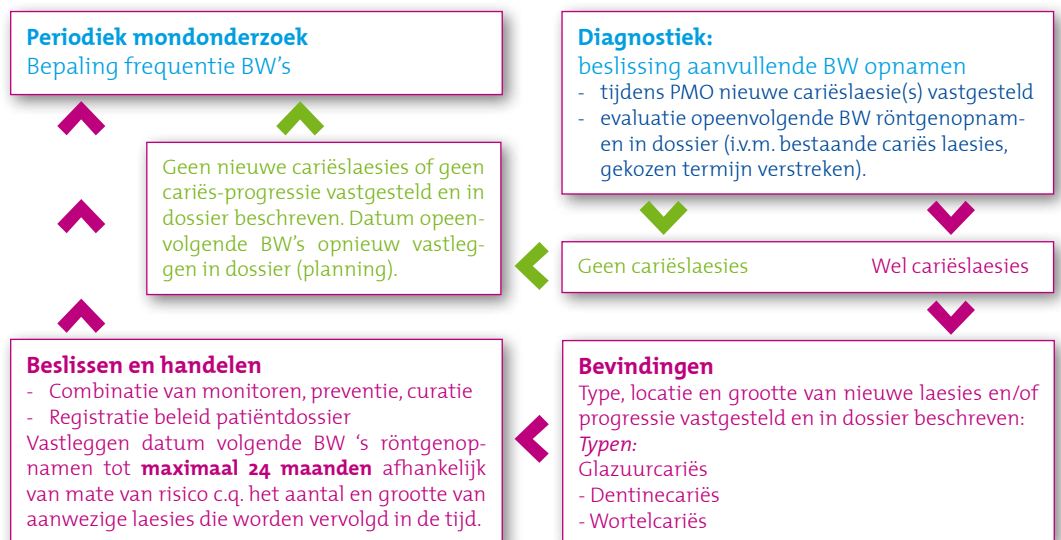 Periodiek mondonderzoek
Bepaling frequentie BW's
Diagnostiek:
beslissing aanvullende BW opnamen
- tijdens PMO nieuwe cariëslaesie(s) vastgesteld
- evaluatie opeenvolgende BW röntgenopnam-
en in dossier (i.v.m. bestaande cariës laesies,
gekozen termijn verstreken).
Geen nieuwe cariëslaesies of geen
cariës-progressie vastgesteld en in
dossier beschreven. Datum opeen-
volgende BW's opnieuw vastleg-
gen in dossier (planning).
Geen cariëslaesies
Wel cariëslaesies
Beslissen en handelen
- Combinatie van monitoren, preventie, curatie
- Registratie beleid patiëntdossier
Vastleggen datum volgende BW 's röntgenop-
namen tot maximaal 24 maanden afhankelijk
van mate van risico c.q. het aantal en grootte van
aanwezige laesies die worden vervolgd in de tijd.
Bevindingen
Type, locatie en grootte van nieuwe laesies en/of
progressie vastgesteld en in dossier beschreven:
Typen:
Glazuurcariës
- Dentinecariës
- Wortelcariës